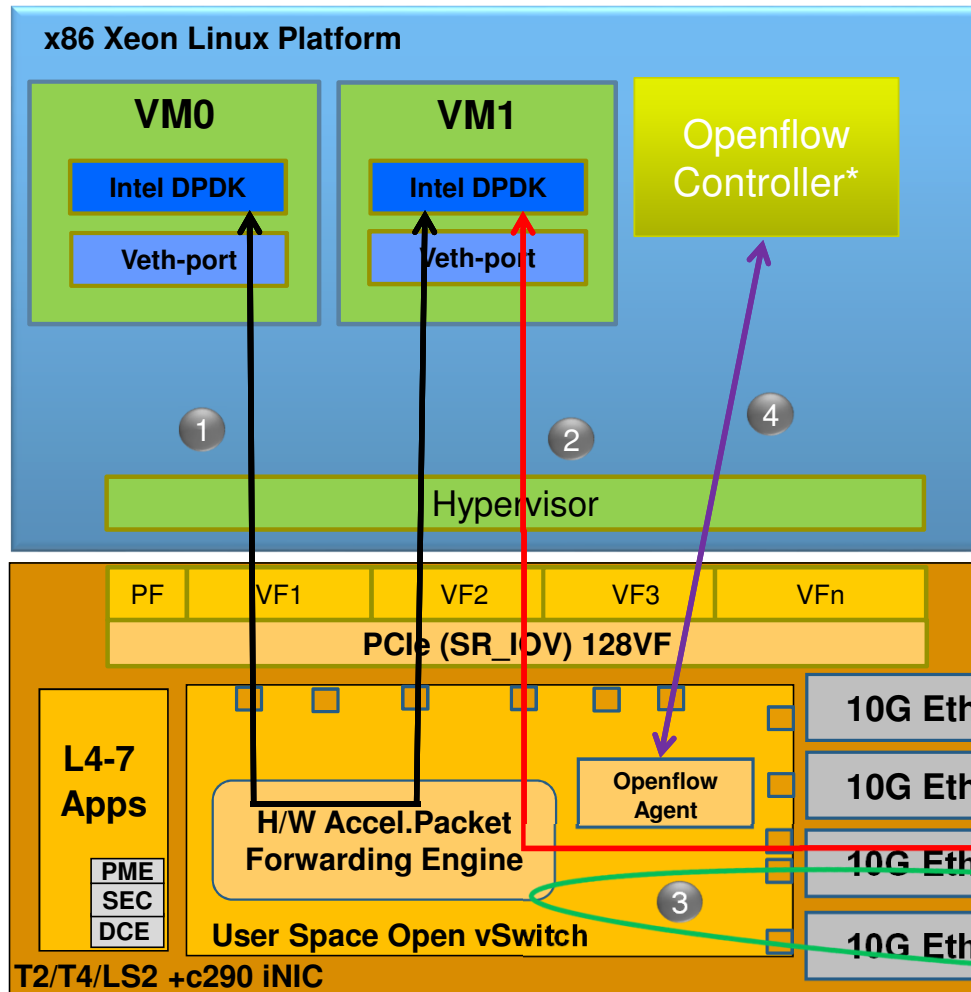 x86 Xeon Linux Platform
VM0
VM1
Openflow
Controller*
Intel DPDK
Intel DPDK
Veth-port
Veth-port
1
2
4
Hypervisor
PF
VF1
VF2
VF3
VFn
PCIe (SR_IOV) 128VF
L4-7
Apps
PME
SEC
DCE
H/W Accel.Packet
Forwarding Engine
Openflow
Agent
3
User Space Open vSwitch
10G Eth
10G Eth
10G Eth
10G Eth
T2/T4/LS2 +c290 iNIC